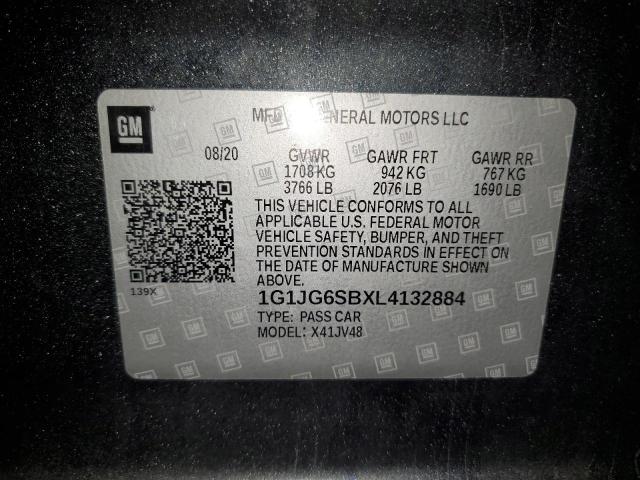 GM
MFD GENERAL MOTORS LLC
08/20 GVWR GAWR FRT GAWR RR
1708 KG 942 KG 767 KG
3766 LB 2076 LB 1690 LB
THIS VEHICLE CONFORMS TO ALL
APPLICABLE U.S. FEDERAL MOTOR
VEHICLE SAFETY, BUMPER, AND THEFT
PREVENTION STANDARDS IN EFFECT ON
THE DATE OF MANUFACTURE SHOWN
ABOVE.
139X
1G1JG6SBXL4132884
TYPE: PASS CAR
MODEL: X41JV48